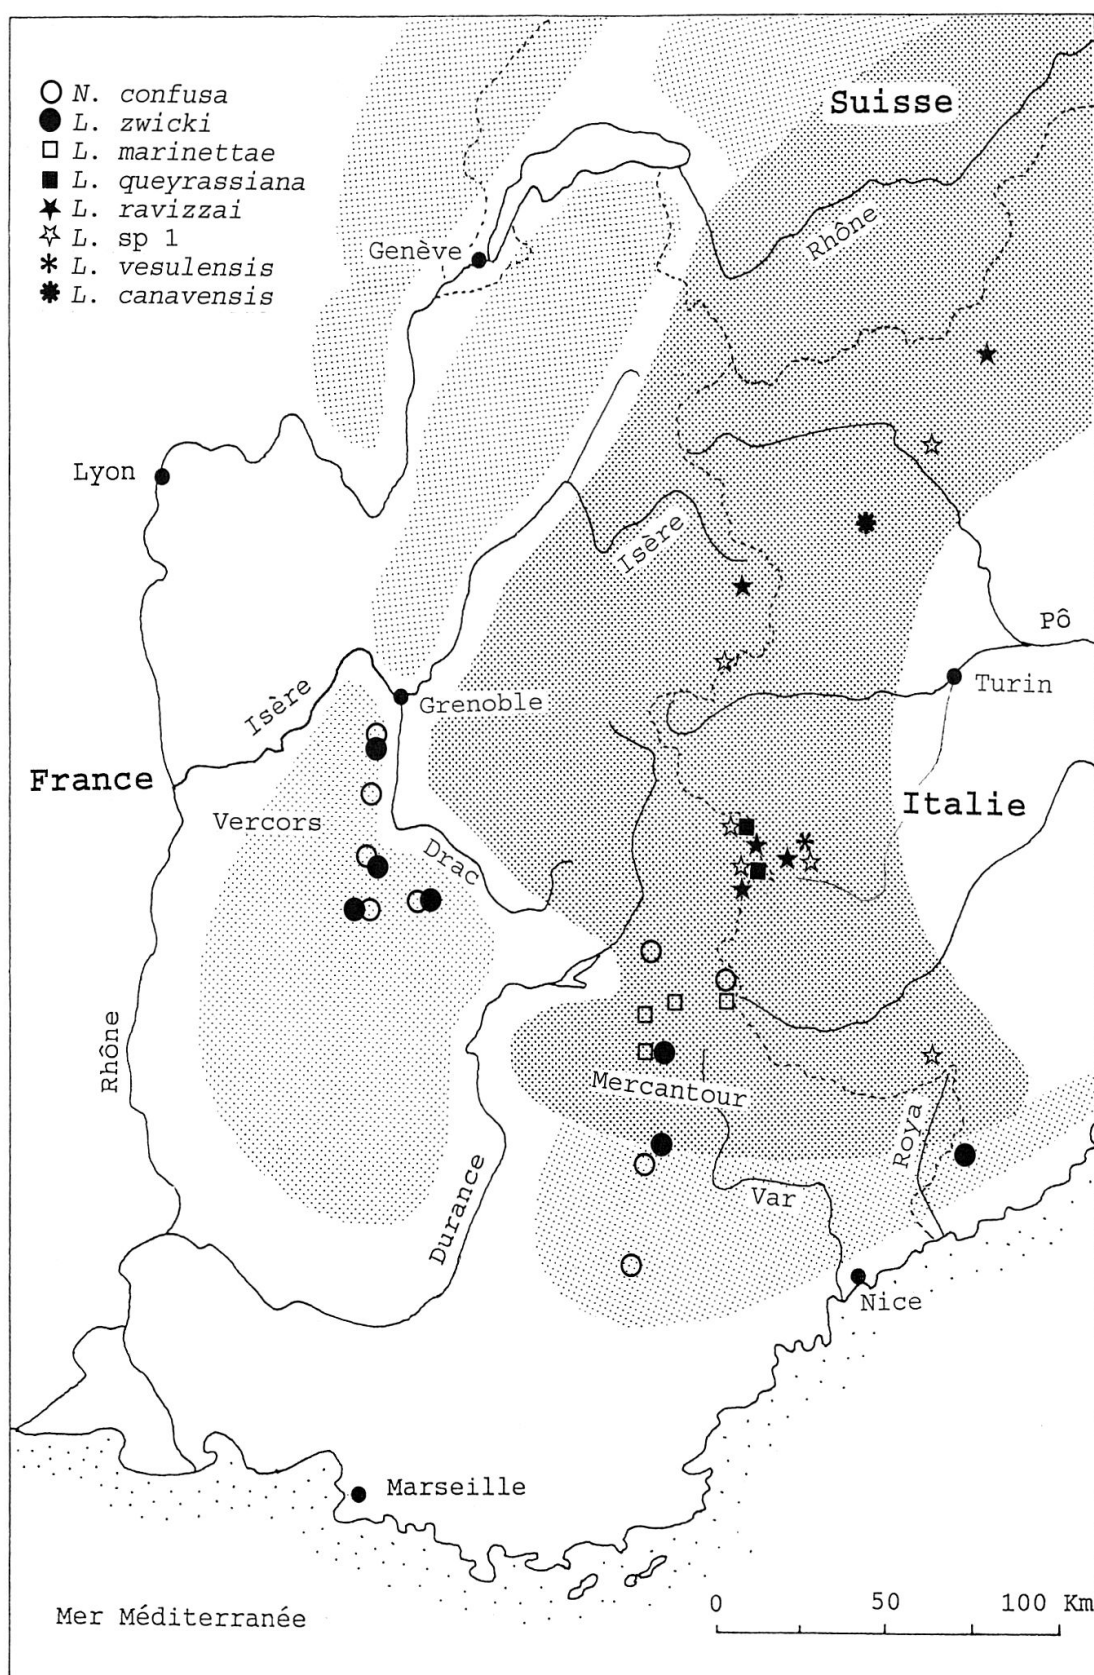 N. confusa
L. zwicki
L. marinettae
L. queyrassiana
L. ravizzai
L. sp 1
L. vesulensis
L. canavensis
Suisse
Rhône
Genève
Lyon
Isère
Pô
Turin
Isère
Grenoble
France
Italie
Vercors
Drac
Rhône
Mercantour
Roya
Durance
Var
Nice
Marseille
Mer Méditerranée
0 50 100 Km